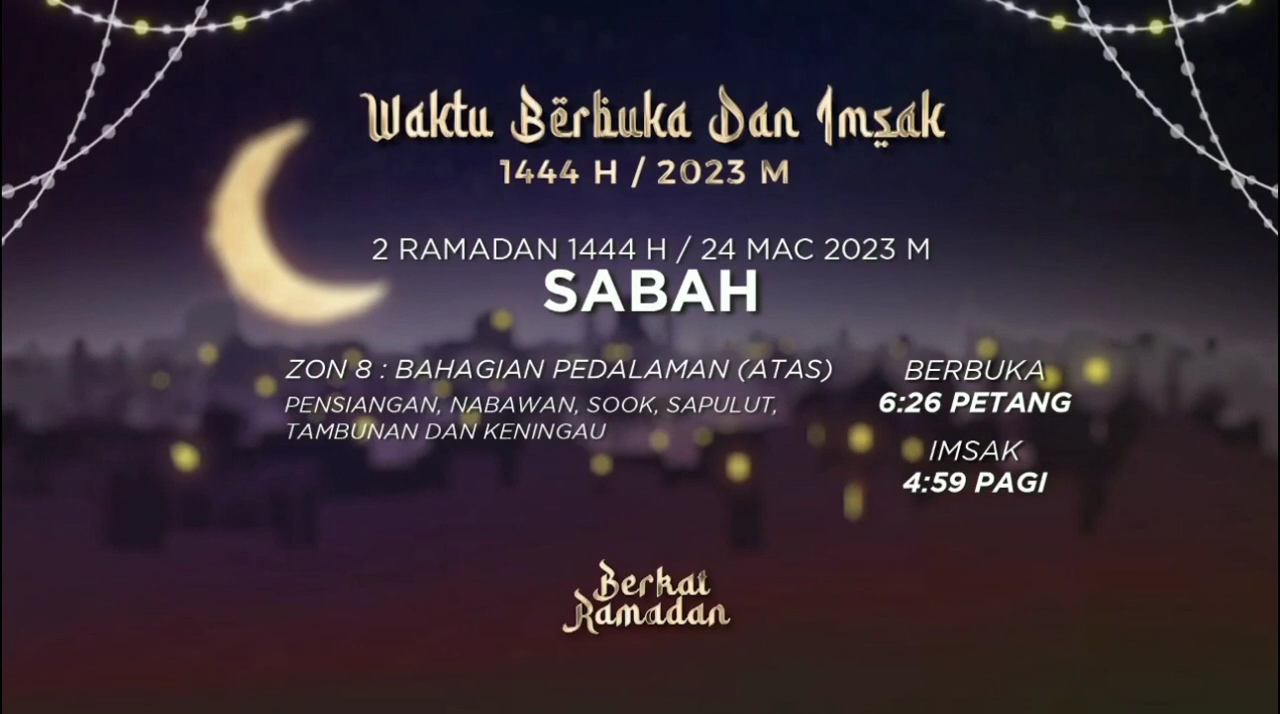 Waktu Berbuka Dan Imsak
1444 H / 2023 M
2 RAMADAN 1444 H / 24 MAC 2023 M
SABAH
ZON 8 : BAHAGIAN PEDALAMAN (ATAS)
PENSIANGAN, NABAWAN, SOOK, SAPULUT,
TAMBUNAN DAN KENINGAU
BERBUKA
6:26 PETANG
IMSAK
4:59 PAGI
Berkat
Ramadan